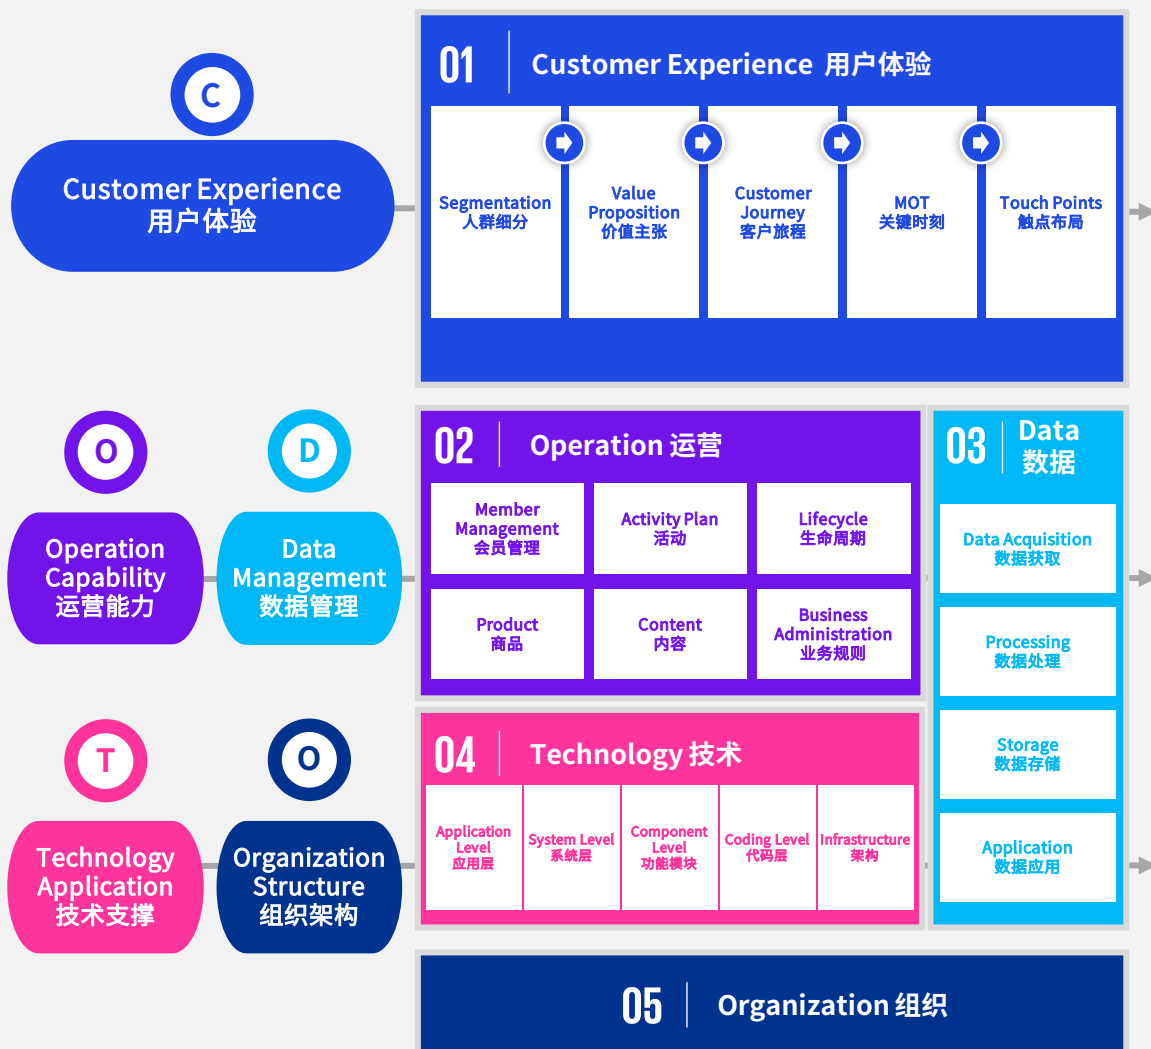 C
Customer Experience
用户体验
01
Customer Experience 用户体验
Segmentation
人群细分
Value
Proposition
价值主张
Customer
Journey
客户旅程
MOT
关键时刻
Touch Points
触点布局
O
Operation
Capability
运营能力
D
Data
Management
数据管理
02
Operation 运营
Member
Management
会员管理
Activity Plan
活动
Lifecycle
生命周期
Product
商品
Content
内容
Business
Administration
业务规则
03
Data
数据
Data Acquisition
数据获取
Processing
数据处理
Storage
数据存储
Application
数据应用
T
Technology
Application
技术支撑
O
Organization
Structure
组织架构
04
Technology 技术
Application
Level
应用层
System Level
系统层
Component
Level
功能模块
Coding Level
代码层
Infrastructure
架构
05
Organization 组织